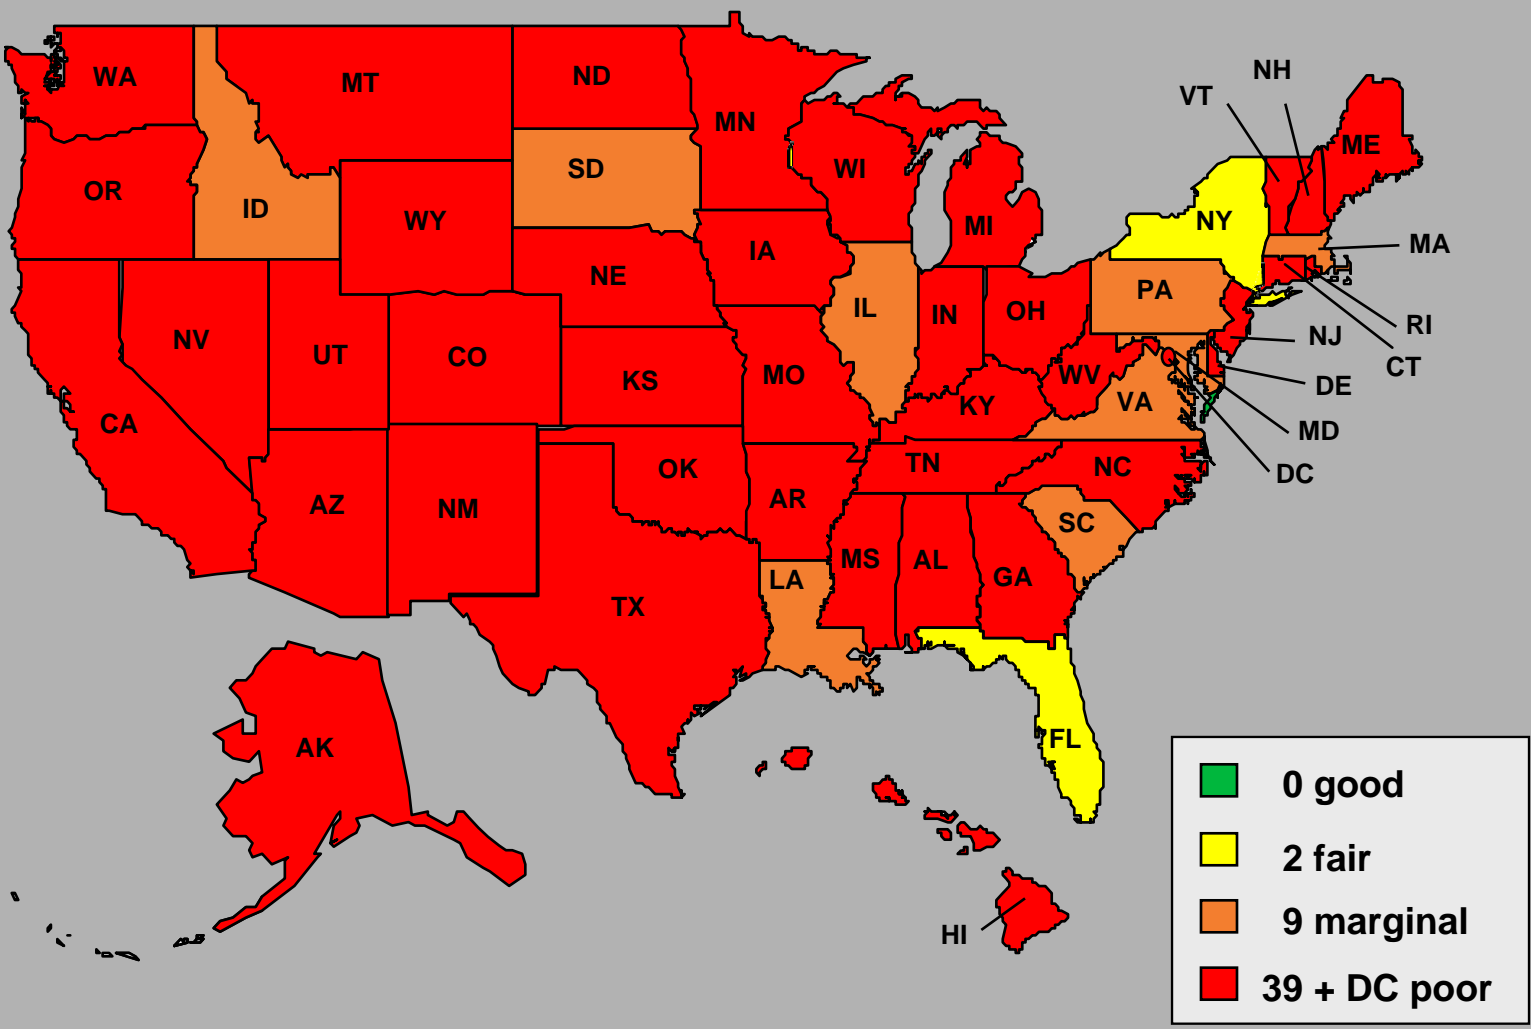 NH
VT
WA
MT
ND
MN
ME
OR
ID
SD
WI
WY
MI
NY
MA
IA
NE
PA
IL
IN
OH
RI
NV
UT
CO
NJ
CT
KS
MO
WV
DE
CA
KY
VA
MD
OK
TN
NC
DC
AZ
NM
AR
SC
MS
AL
GA
LA
TX
FL
AK
HI
0 good
2 fair
9 marginal
39 + DC poor